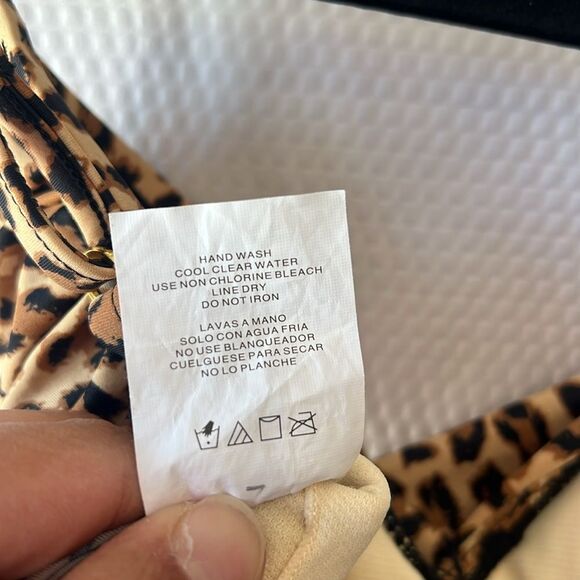 HAND WASH
COOL CLEAR WATER
USE NON CHLORINE BLEACH
LINE DRY
DO NOT IRON
LAVAS A MANO
SOLO CON AGUA FRIA
NO USE BLANQUEADOR
CUELGUESE PARA SECAR
NO LO PLANCHE